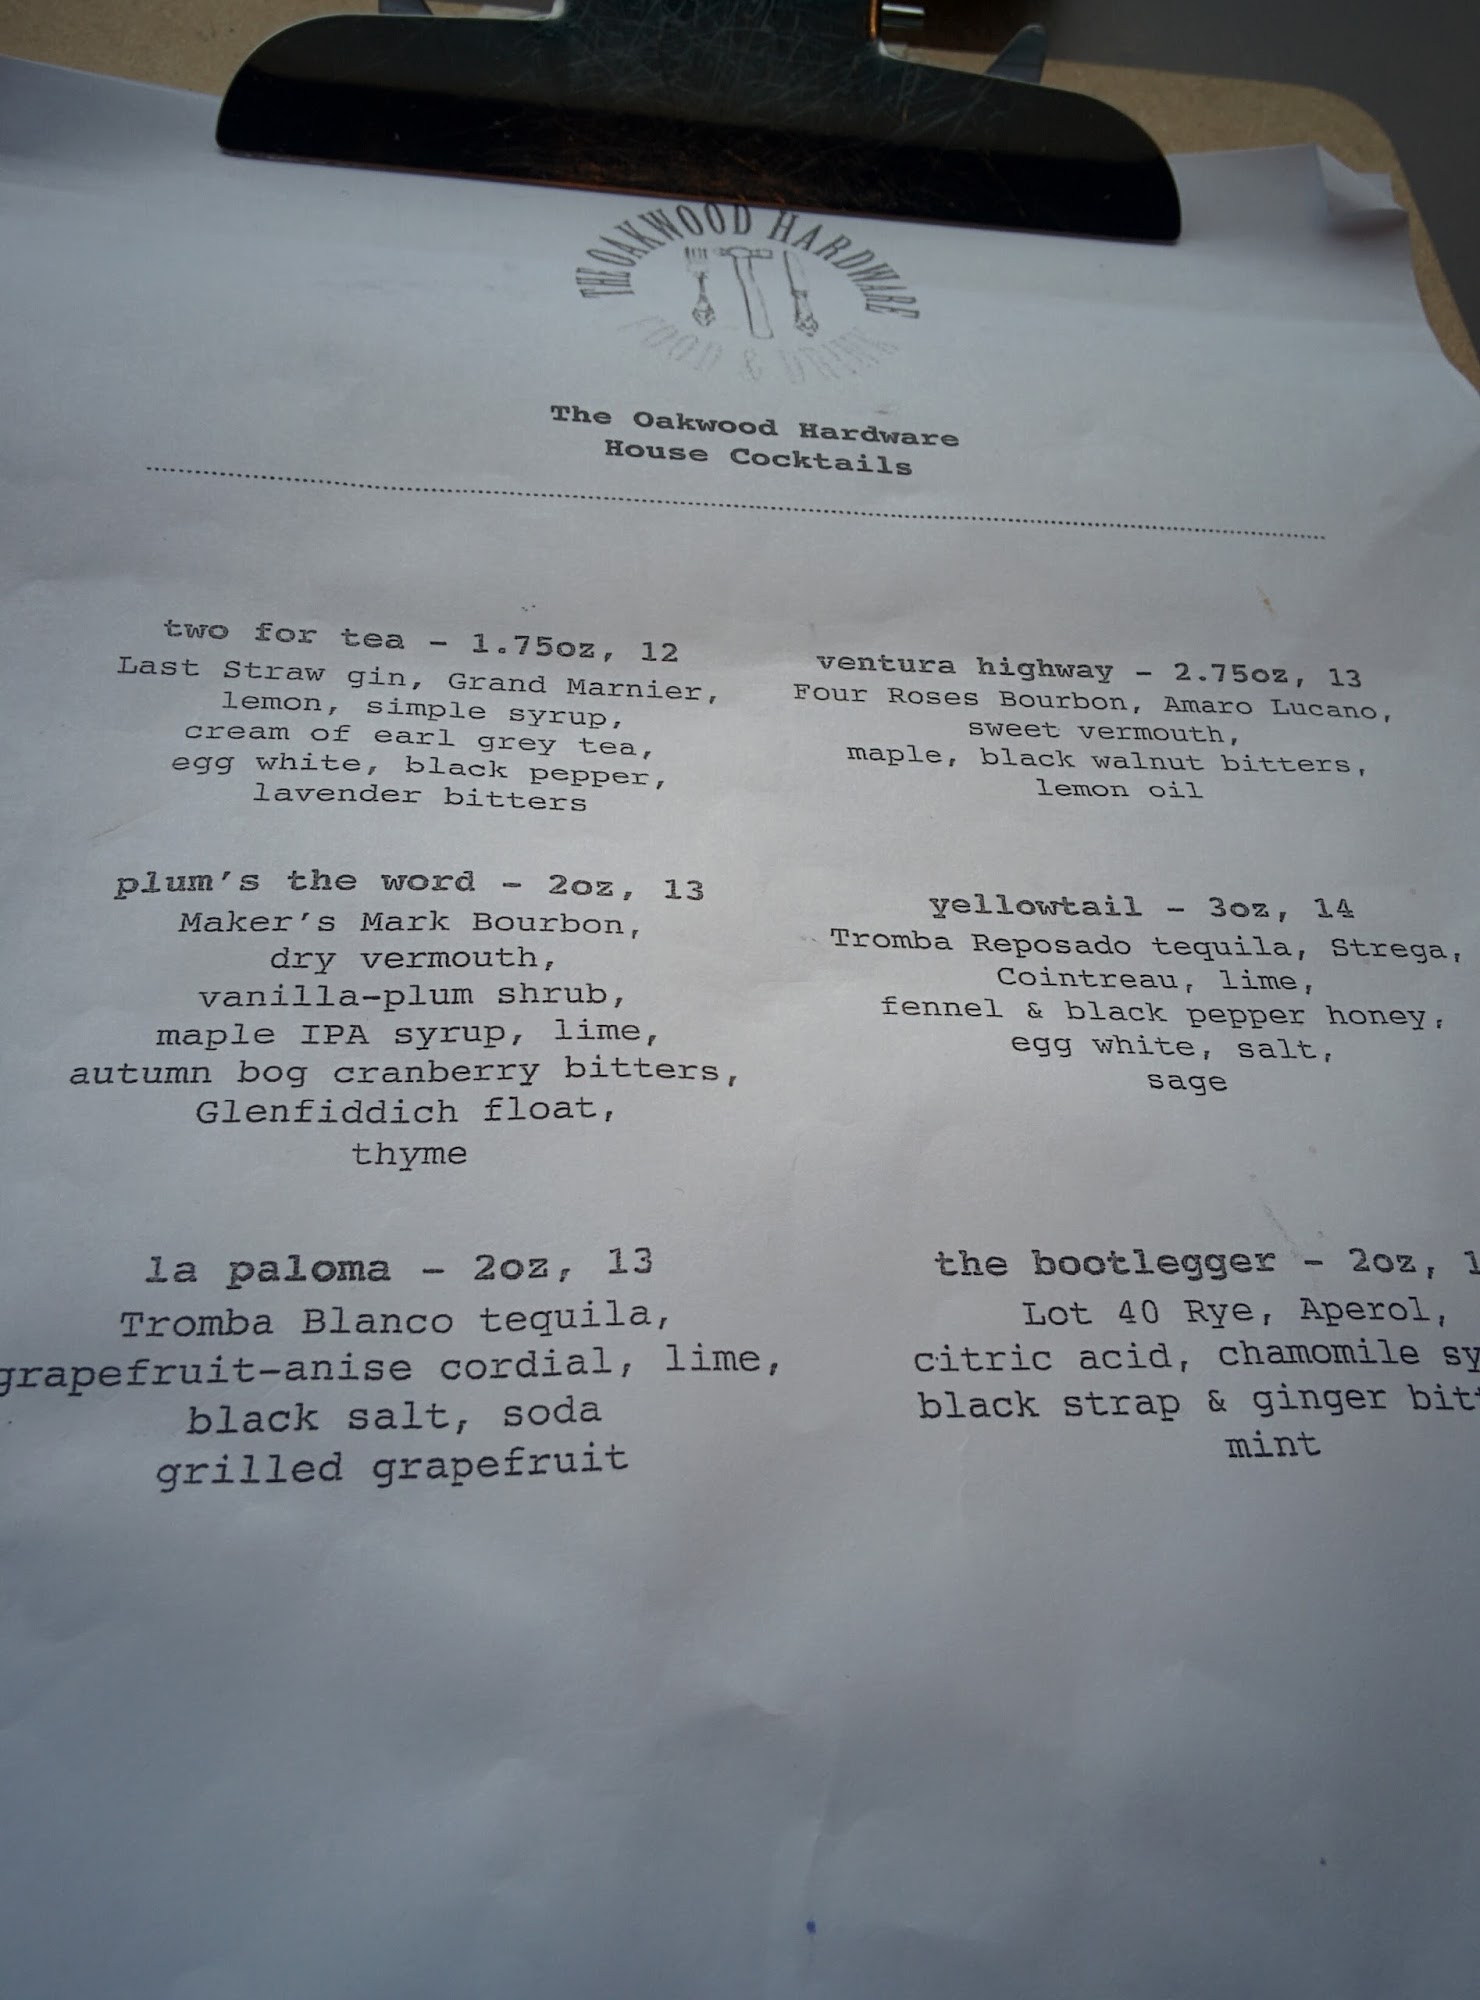 THE OAKWOOD HARDWARE
FOOD & DRINK
The Oakwood Hardware
House Cocktails
two for tea - 1.75oz, 12
Last Straw gin, Grand Marnier,
lemon, simple syrup,
cream of earl grey tea,
egg white, black pepper,
lavender bitters
ventura highway - 2.75oz, 13
Four Roses Bourbon, Amaro Lucano,
sweet vermouth,
maple, black walnut bitters,
lemon oil
plum's the word - 2oz, 13
Maker's Mark Bourbon,
dry vermouth,
vanilla-plum shrub,
maple IPA syrup, lime,
autumn bog cranberry bitters,
Glenfiddich float,
thyme
yellowtail - 3oz, 14
Tromba Reposado tequila, Strega,
Cointreau, lime,
fennel & black pepper honey,
egg white, salt,
sage
la paloma - 2oz, 13
Tromba Blanco tequila,
grapefruit-anise cordial, lime,
black salt, soda
grilled grapefruit
the bootlegger - 2oz,
Lot 40 Rye, Aperol,
citric acid, chamomile
black strap & ginger
mint